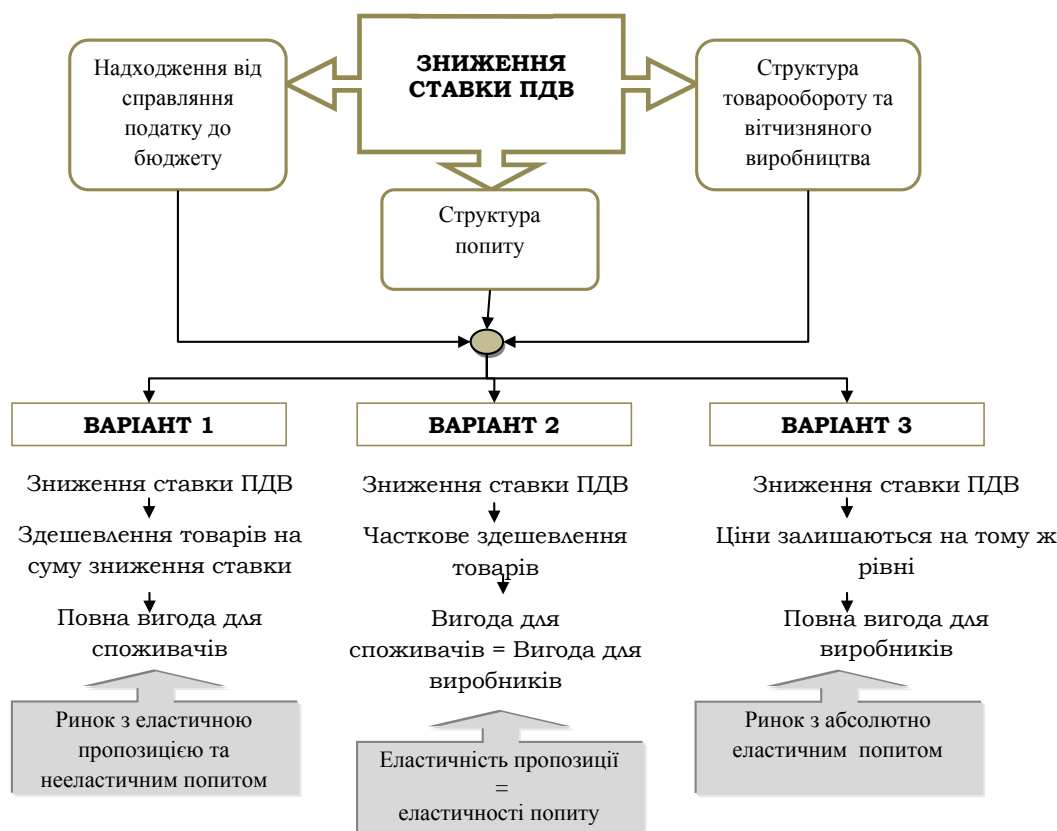 Надходження від
справляння
податку до
бюджету
ЗНИЖЕННЯ
СТАВКИ ПДВ
Структура
товарообороту та
вітчизняного
виробництва
Структура
попиту
ВАРІАНТ 1
Зниження ставки ПДВ
Здешевлення товарів на
суму зниження ставки
Повна вигода для
споживачів
Ринок з еластичною
пропозицією та
нееластичним попитом
ВАРІАНТ 2
Зниження ставки ПДВ
Часткове здешевлення
товарів
Вигода для
споживачів = Вигода для
виробників
Еластичність пропозиції
=
еластичності попиту
ВАРІАНТ 3
Зниження ставки ПДВ
Ціни залишаються на тому ж
рівні
Повна вигода для
виробників
Ринок з абсолютно
еластичним попитом